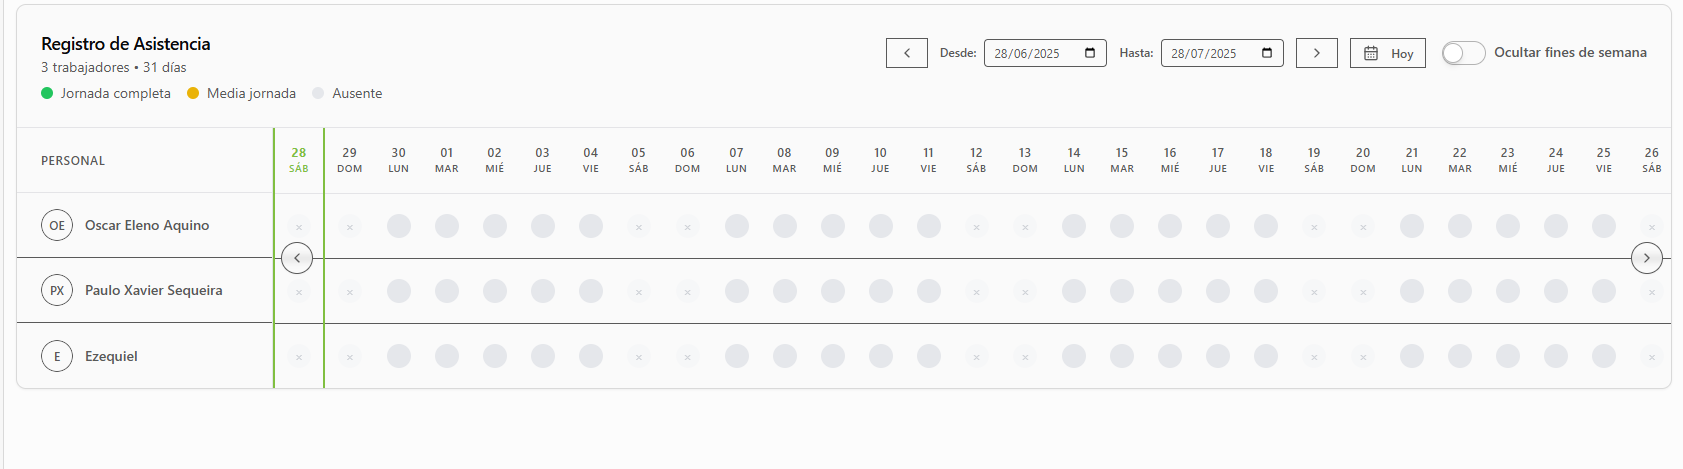 Registro de Asistencia
3 trabajadores • 31 días
Jornada completa Media jornada Ausente
Desde: 28/06/2025 Hasta: 28/07/2025 Hoy Ocultar fines de semana
PERSONAL 28 29 30 01 02 03 04 05 06 07 08 09 10 11 12 13 14 15 16 17 18 19 20 21 22 23 24 25 26
SÁB DOM LUN MAR MIÉ JUE VIE SÁB DOM LUN MAR MIÉ JUE VIE SÁB DOM LUN MAR MIÉ JUE VIE SÁB DOM LUN MAR MIÉ JUE VIE SÁB
OE Oscar Eleno Aquino × × × × × × × × ×
PX Paulo Xavier Sequeira × × × × × × × × ×
E Ezequiel × × × × × × × × ×